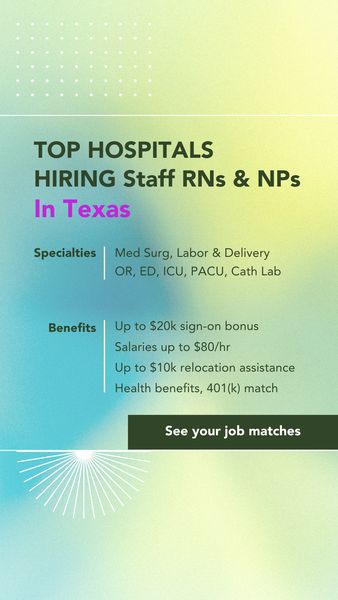 TOP HOSPITALS
HIRING Staff RNs & NPs
In Texas
Specialties
Med Surg, Labor & Delivery
OR, ED, ICU, PACU, Cath Lab
Benefits
Up to $20k sign-on bonus
Salaries up to $80/hr
Up to $10k relocation assistance
Health benefits, 401(k) match
See your job matches